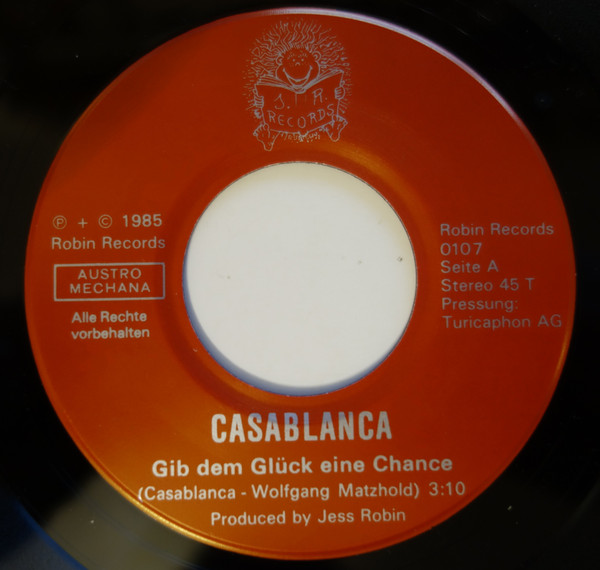 J. R.
RECORDS
℗ + © 1985
Robin Records
AUSTRO
MECHANA
Alle Rechte
vorbehalten
Robin Records
0107
Seite A
Stereo 45 T
Pressung:
Turicaphon AG
CASABLANCA
Gib dem Glück eine Chance
(Casablanca - Wolfgang Matzhold) 3:10
Produced by Jess Robin